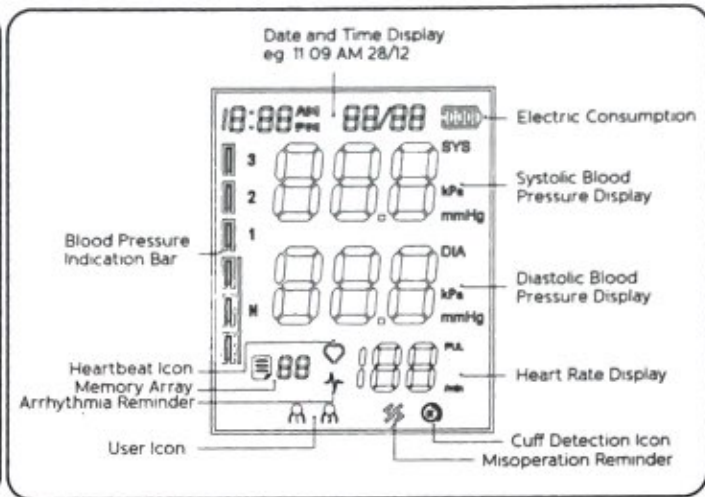 Date and Time Display
eg 11 09 AM 28/12
18:88 AM PM 88/88
Electric Consumption
SYS
3
2
1
N
888
kPa
mmHg
Systolic Blood
Pressure Display
Blood Pressure
Indication Bar
DIA
888
kPa
mmHg
Diastolic Blood
Pressure Display
Heartbeat Icon
Memory Array
Arrhythmia Reminder
88
PUL
188
/min
Heart Rate Display
User Icon
Cuff Detection Icon
Misoperation Reminder